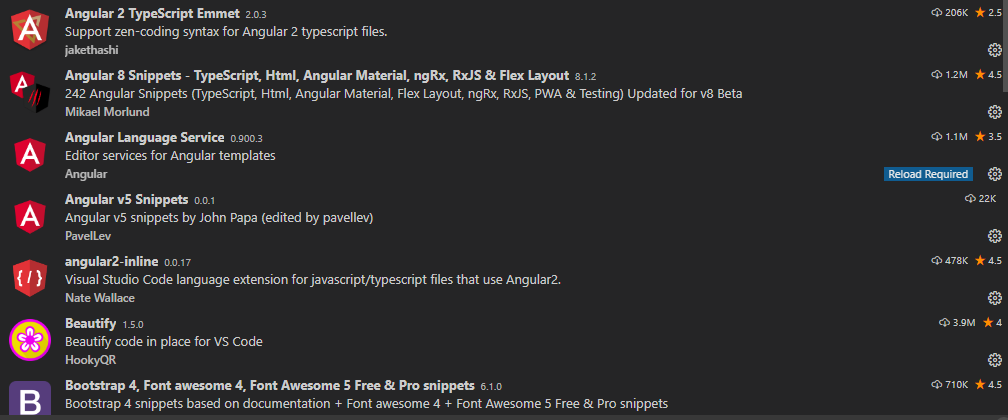 Angular 2 TypeScript Emmet 2.0.3 206K 2.5
Support zen-coding syntax for Angular 2 typescript files.
jakethashi
Angular 8 Snippets - TypeScript, Html, Angular Material, ngRx, RxJS & Flex Layout 8.1.2 1.2M 4.5
242 Angular Snippets (TypeScript, Html, Angular Material, Flex Layout, ngRx, RxJS, PWA & Testing) Updated for v8 Beta
Mikael Morlund
Angular Language Service 0.900.3 1.1M 3.5
Editor services for Angular templates
Angular Reload Required
Angular v5 Snippets 0.0.1 22K
Angular v5 snippets by John Papa (edited by pavellev)
PavelLev
angular2-inline 0.0.17 478K 4.5
Visual Studio Code language extension for javascript/typescript files that use Angular2.
Nate Wallace
Beautify 1.5.0 3.9M 4
Beautify code in place for VS Code
HookyQR
Bootstrap 4, Font awesome 4, Font Awesome 5 Free & Pro snippets 6.1.0 710K 4.5
B Bootstrap 4 snippets based on documentation + Font awesome 4 + Font Awesome 5 Free & Pro snippets